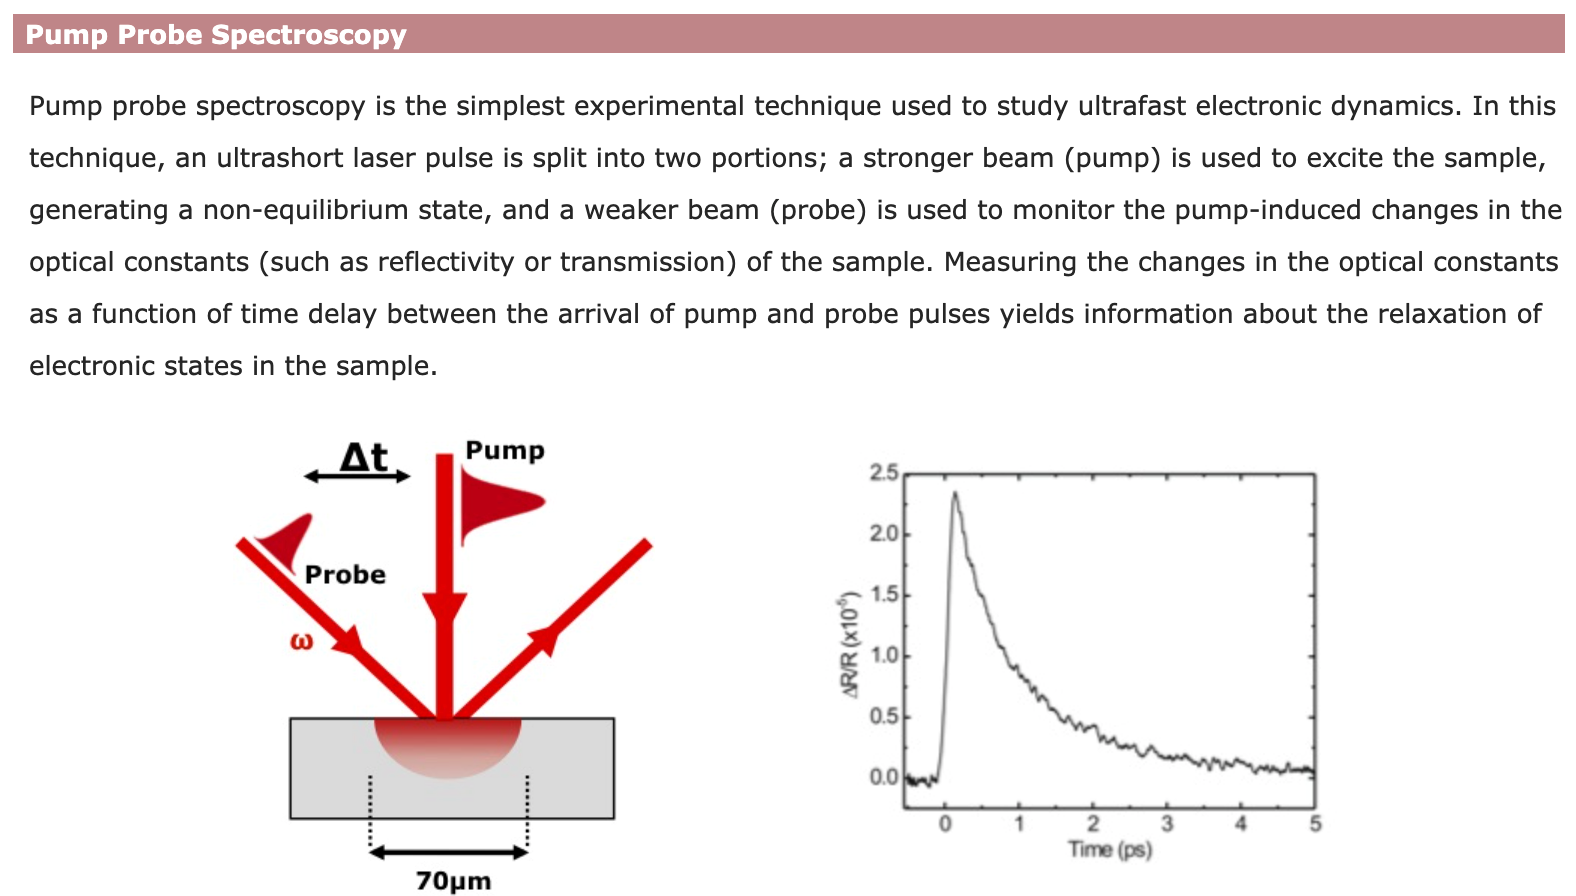 Pump Probe Spectroscopy
Pump probe spectroscopy is the simplest experimental technique used to study ultrafast electronic dynamics. In this
technique, an ultrashort laser pulse is split into two portions; a stronger beam (pump) is used to excite the sample,
generating a non-equilibrium state, and a weaker beam (probe) is used to monitor the pump-induced changes in the
optical constants (such as reflectivity or transmission) of the sample. Measuring the changes in the optical constants
as a function of time delay between the arrival of pump and probe pulses yields information about the relaxation of
electronic states in the sample.
Δt
Pump
Probe
ω
70μm
ΔR/R (x10⁻⁵)
2.5
2.0
1.5
1.0
0.5
0.0
0 1 2 3 4 5
Time (ps)